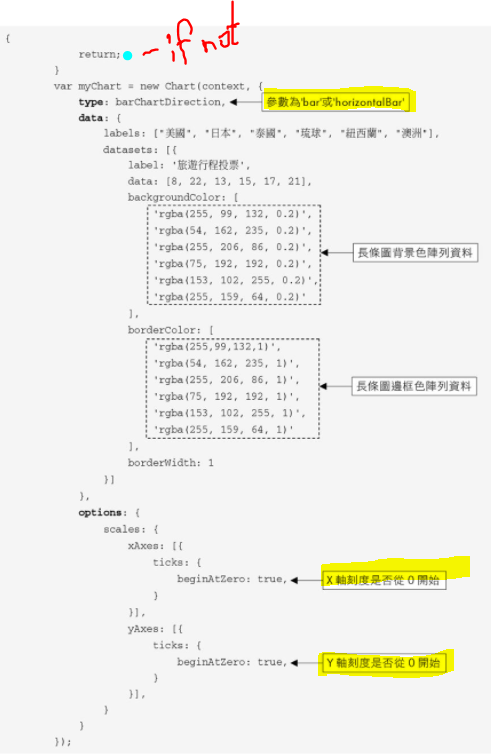 {
return; - if not
}
var myChart = new Chart(context, {
type: barChartDirection, 參數為'bar'或'horizontalBar'
data: {
labels: ["美國", "日本", "泰國", "琉球", "紐西蘭", "澳洲"],
datasets: [{
label: '旅遊行程投票',
data: [8, 22, 13, 15, 17, 21],
backgroundColor: [
'rgba(255, 99, 132, 0.2)',
'rgba(54, 162, 235, 0.2)',
'rgba(255, 206, 86, 0.2)', 長條圖背景色陣列資料
'rgba(75, 192, 192, 0.2)',
'rgba(153, 102, 255, 0.2)',
'rgba(255, 159, 64, 0.2)'
],
borderColor: [
'rgba(255,99,132,1)',
'rgba(54, 162, 235, 1)',
'rgba(255, 206, 86, 1)', 長條圖邊框色陣列資料
'rgba(75, 192, 192, 1)',
'rgba(153, 102, 255, 1)',
'rgba(255, 159, 64, 1)'
],
borderWidth: 1
}]
},
options: {
scales: {
xAxes: [{
ticks: {
beginAtZero: true, X 軸刻度是否從 0 開始
}
}],
yAxes: [{
ticks: {
beginAtZero: true, Y 軸刻度是否從 0 開始
}
}],
}
}
});